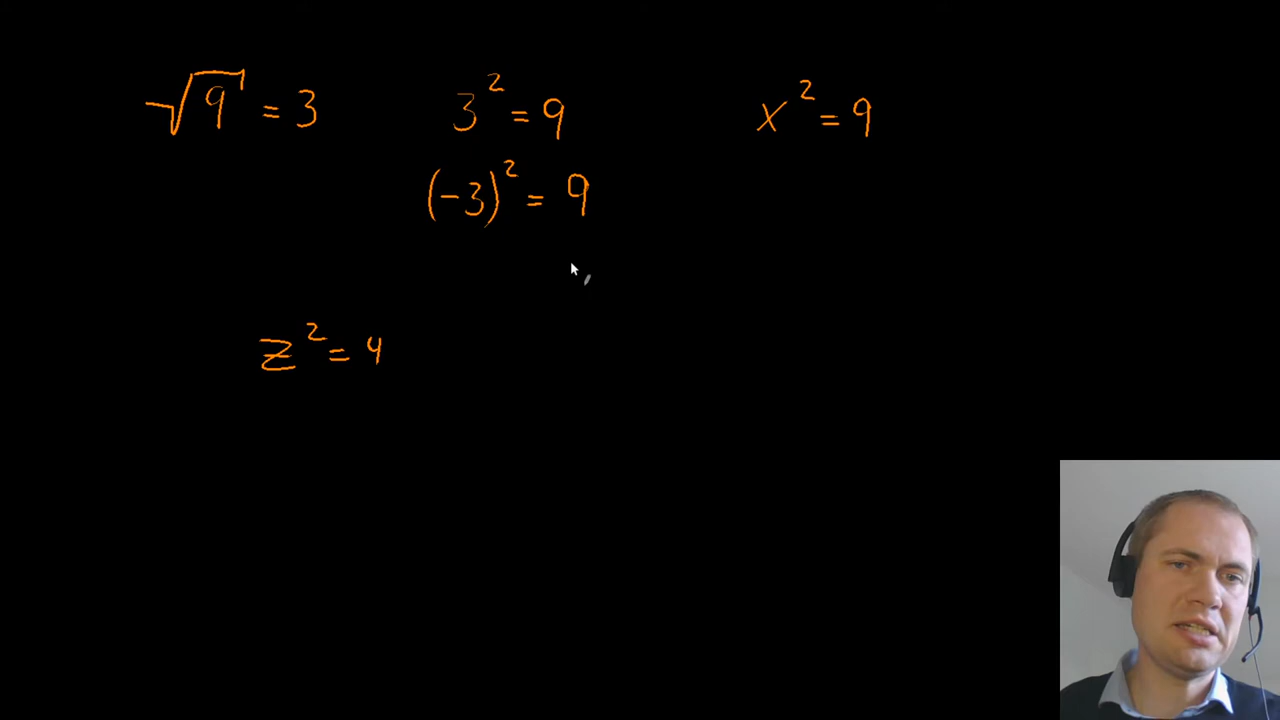 √9 = 3
3² = 9
x² = 9
(-3)² = 9
z² = 4